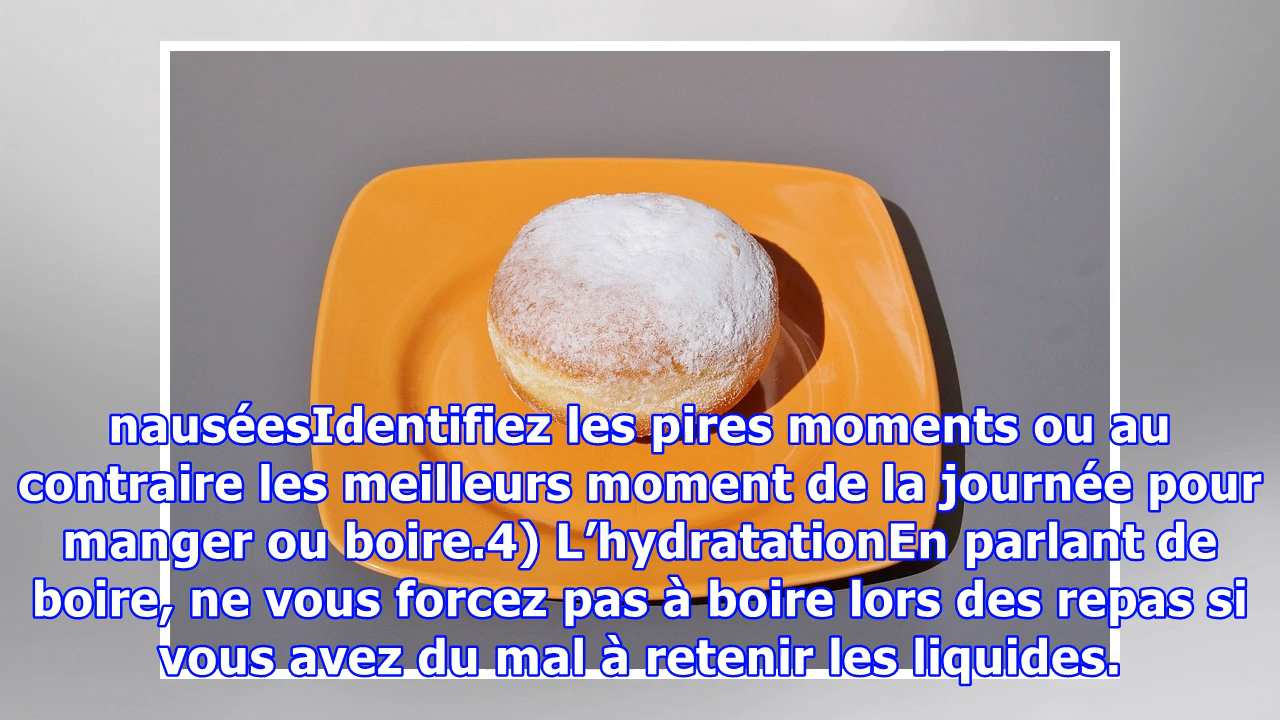 nauséesIdentifiez les pires moments ou au
contraire les meilleurs moment de la journée pour
manger ou boire.4) L’hydratationEn parlant de
boire, ne vous forcez pas à boire lors des repas si
vous avez du mal à retenir les liquides.